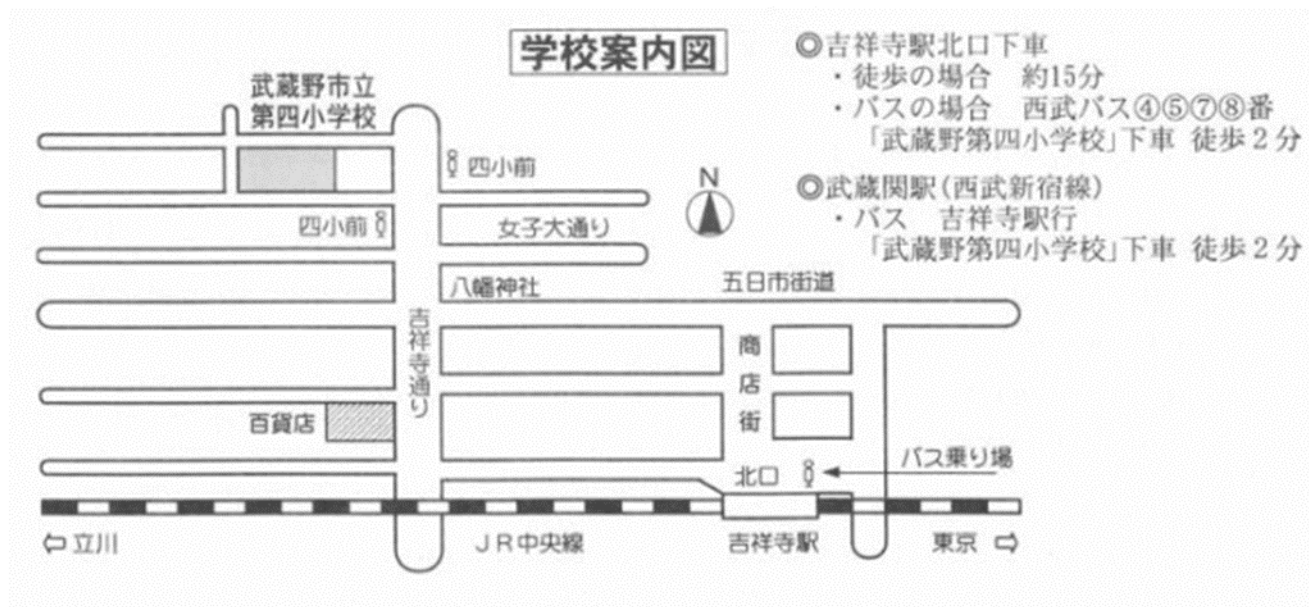 学校案内図
◎吉祥寺駅北口下車
・徒歩の場合 約15分
・バスの場合 西武バス④⑤⑦⑧番
「武蔵野第四小学校」下車 徒歩2分
◎武蔵関駅(西武新宿線)
・バス 吉祥寺駅行
「武蔵野第四小学校」下車 徒歩2分
武蔵野市立
第四小学校
四小前
N
四小前
女子大通り
八幡神社
五日市街道
吉祥寺通り
商店街
百貨店
北口
バス乗り場
⇦立川
JR中央線
吉祥寺駅
東京⇨